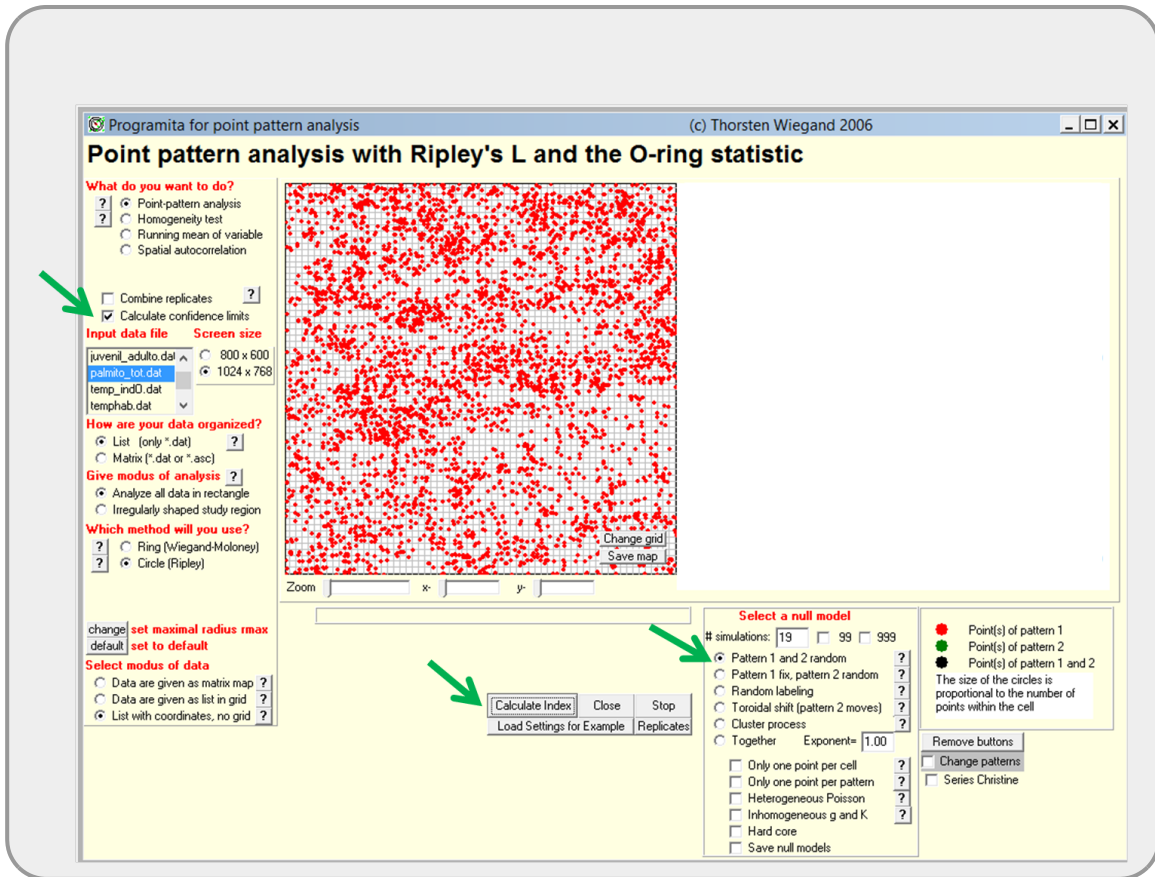 Programita for point pattern analysis (c) Thorsten Wiegand 2006
Point pattern analysis with Ripley's L and the O-ring statistic
What do you want to do?
? Point-pattern analysis
? Homogeneity test
Running mean of variable
Spatial autocorrelation
Combine replicates ?
Calculate confidence limits
Input data file Screen size
juvenil_adulto.dat 800 x 600
palmito_tot.dat 1024 x 768
temp_ind0.dat
temphab.dat
How are your data organized?
List (only *.dat) ?
Matrix (*.dat or *.asc)
Give modus of analysis ?
Analyze all data in rectangle
Irregularly shaped study region
Which method will you use?
? Ring (Wiegand-Moloney)
? Circle (Ripley)
change set maximal radius rmax
default set to default
Select modus of data
Data are given as matrix map ?
Data are given as list in grid ?
List with coordinates, no grid ?
Change grid
Save map
Zoom x- y-
Calculate Index Close Stop
Load Settings for Example Replicates
Select a null model
# simulations: 19 99 999
Pattern 1 and 2 random ?
Pattern 1 fix, pattern 2 random ?
Random labeling ?
Toroidal shift (pattern 2 moves) ?
Cluster process ?
Together Exponent= 1.00
Only one point per cell ?
Only one point per pattern ?
Heterogeneous Poisson ?
Inhomogeneous g and K ?
Hard core
Save null models
Point(s) of pattern 1
Point(s) of pattern 2
Point(s) of pattern 1 and 2
The size of the circles is
proportional to the number of
points within the cell
Remove buttons
Change patterns
Series Christine